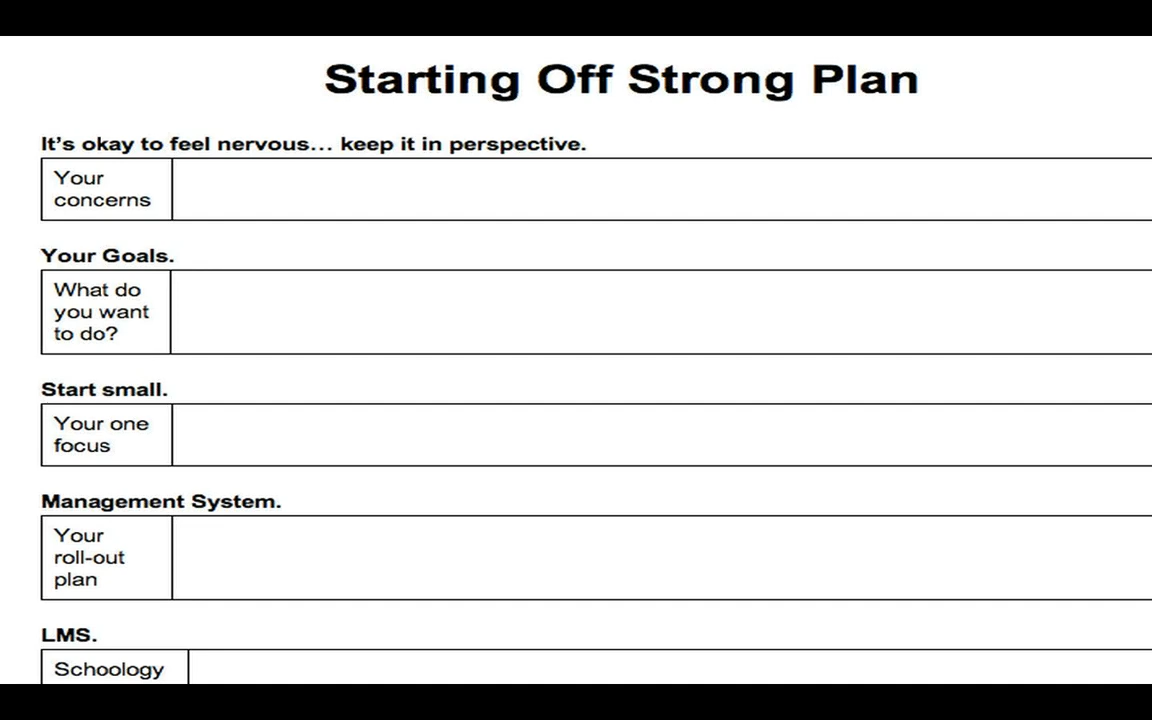 Starting Off Strong Plan
It’s okay to feel nervous… keep it in perspective.
Your
concerns
Your Goals.
What do
you want
to do?
Start small.
Your one
focus
Management System.
Your
roll-out
plan
LMS.
Schoology